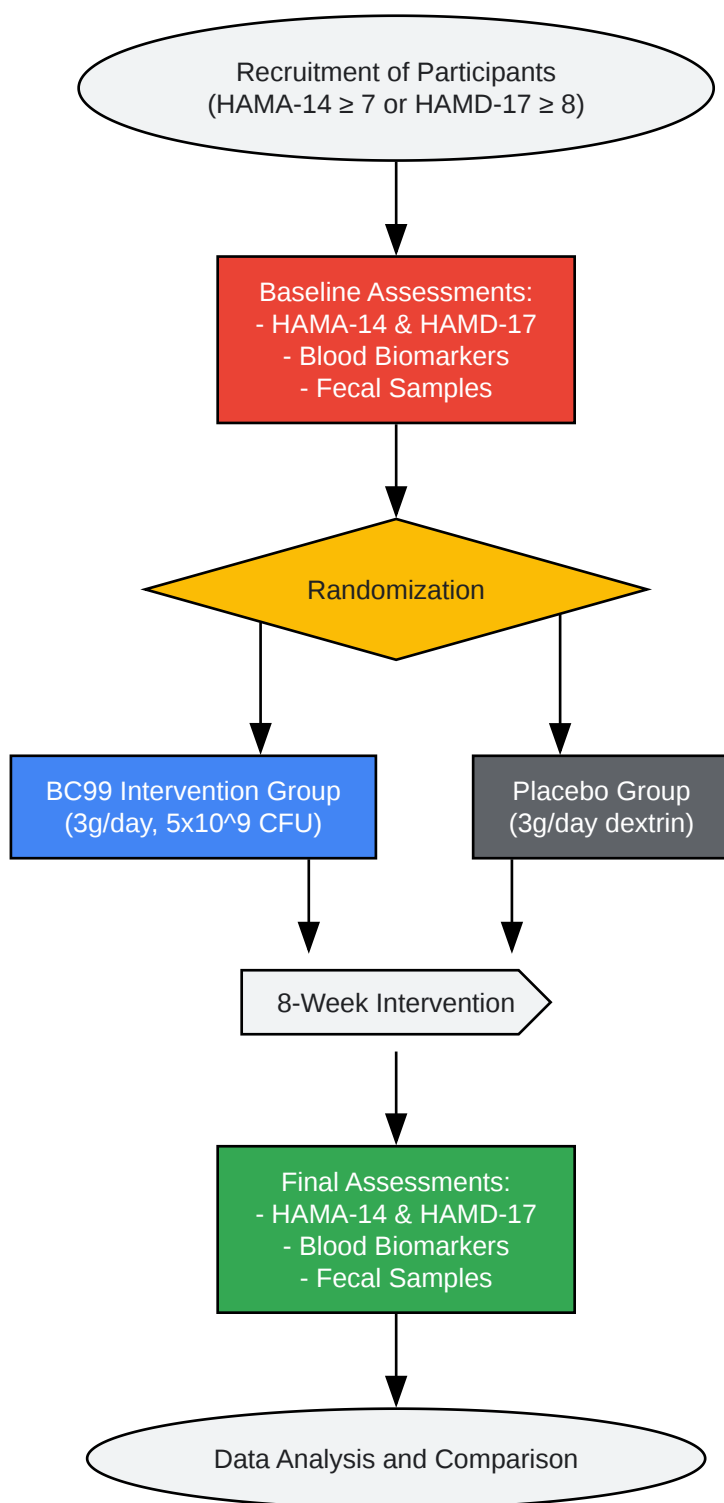 Recruitment of Participants
(HAMA-14 ≥ 7 or HAMD-17 ≥ 8)
Baseline Assessments:
- HAMA-14 & HAMD-17
- Blood Biomarkers
- Fecal Samples
Randomization
BC99 Intervention Group
(3g/day, 5x10^9 CFU)
Placebo Group
(3g/day dextrin)
8-Week Intervention
Final Assessments:
- HAMA-14 & HAMD-17
- Blood Biomarkers
- Fecal Samples
Data Analysis and Comparison